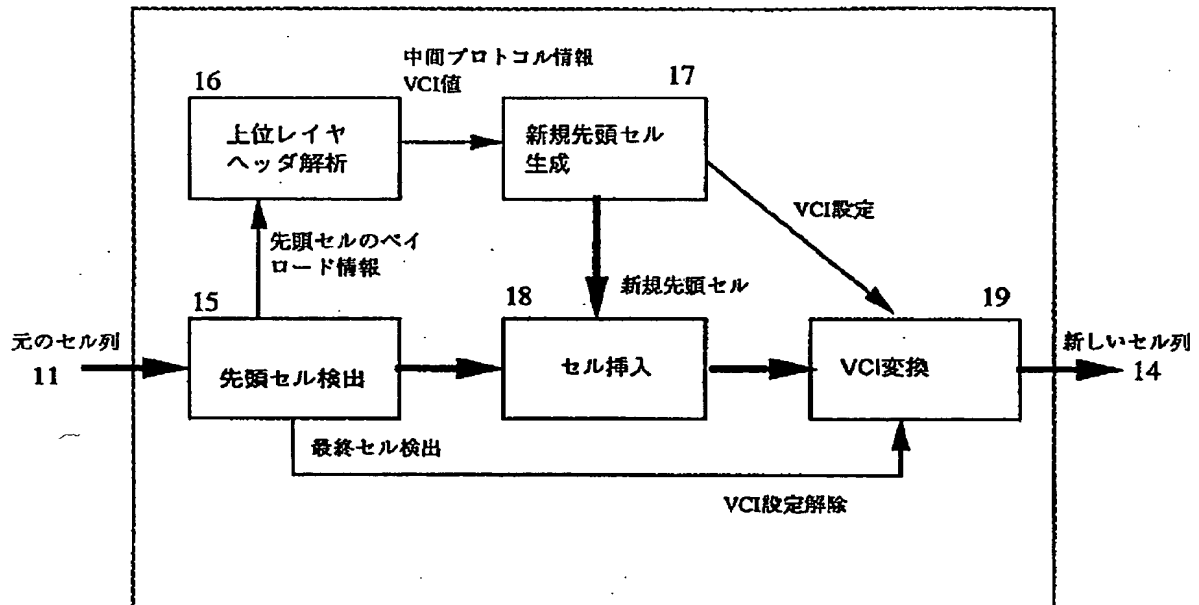 中間プロトコル情報
VCI値
16
17
上位レイヤ
ヘッダ解析
新規先頭セル
生成
VCI設定
先頭セルのペイ
ロード情報
新規先頭セル
15
18
19
元のセル列
11
先頭セル検出
セル挿入
VCI変換
新しいセル列
14
最終セル検出
VCI設定解除